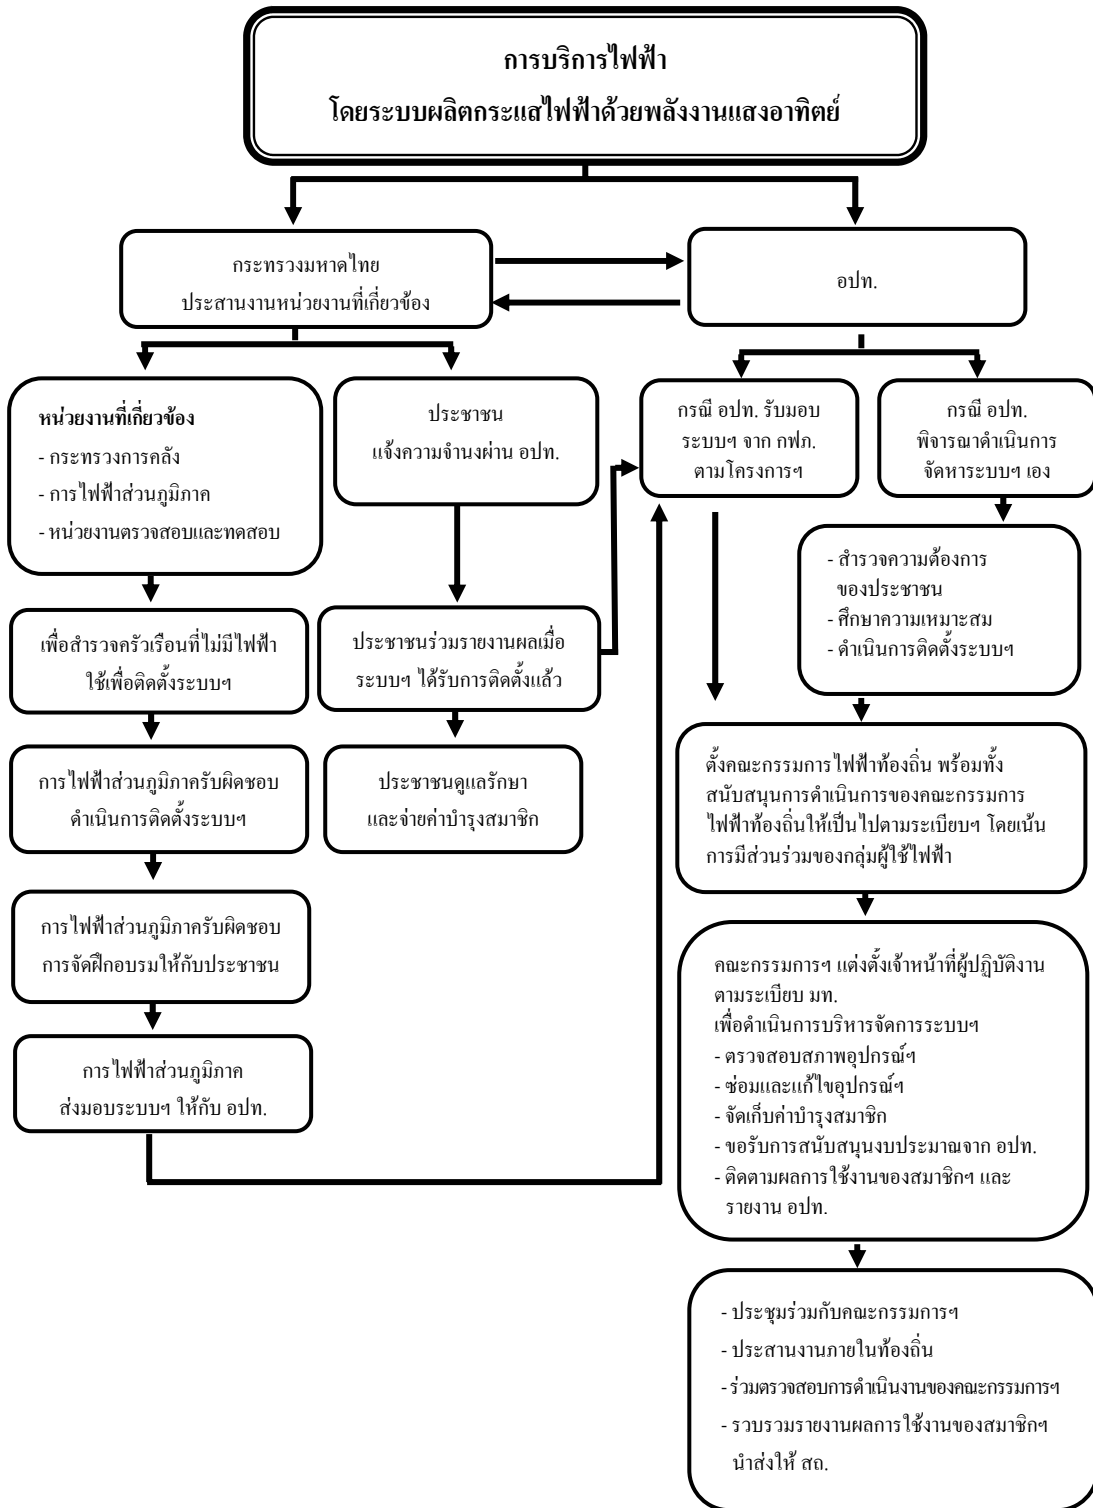 การบริการไฟฟ้า
โดยระบบผลิตกระแสไฟฟ้าด้วยพลังงานแสงอาทิตย์
กระทรวงมหาดไทย
ประสานงานหน่วยงานที่เกี่ยวข้อง
อปท.
หน่วยงานที่เกี่ยวข้อง
- กระทรวงการคลัง
- การไฟฟ้าส่วนภูมิภาค
- หน่วยงานตรวจสอบและทดสอบ
ประชาชน
แจ้งความจำนงผ่าน อปท.
กรณี อปท. รับมอบ
ระบบฯ จาก กฟภ.
ตามโครงการฯ
กรณี อปท.
พิจารณาดำเนินการ
จัดหาระบบฯ เอง
- สำรวจความต้องการ
ของประชาชน
- ศึกษาความเหมาะสม
- ดำเนินการติดตั้งระบบฯ
เพื่อสำรวจครัวเรือนที่ไม่มีไฟฟ้า
ใช้เพื่อติดตั้งระบบฯ
ประชาชนร่วมรายงานผลเมื่อ
ระบบฯ ได้รับการติดตั้งแล้ว
การไฟฟ้าส่วนภูมิภาครับผิดชอบ
ดำเนินการติดตั้งระบบฯ
ประชาชนดูแลรักษา
และจ่ายค่าบำรุงสมาชิก
ตั้งคณะกรรมการไฟฟ้าท้องถิ่น พร้อมทั้ง
สนับสนุนการดำเนินการของคณะกรรมการ
ไฟฟ้าท้องถิ่นให้เป็นไปตามระเบียบฯ โดยเน้น
การมีส่วนร่วมของกลุ่มผู้ใช้ไฟฟ้า
การไฟฟ้าส่วนภูมิภาครับผิดชอบ
การจัดฝึกอบรมให้กับประชาชน
การไฟฟ้าส่วนภูมิภาค
ส่งมอบระบบฯ ให้กับ อปท.
คณะกรรมการฯ แต่งตั้งเจ้าหน้าที่ผู้ปฏิบัติงาน
ตามระเบียบ มท.
เพื่อดำเนินการบริหารจัดการระบบฯ
- ตรวจสอบสภาพอุปกรณ์ฯ
- ซ่อมและแก้ไขอุปกรณ์ฯ
- จัดเก็บค่าบำรุงสมาชิก
- ขอรับการสนับสนุนงบประมาณจาก อปท.
- ติดตามผลการใช้งานของสมาชิกฯ และ
รายงาน อปท.
- ประชุมร่วมกับคณะกรรมการฯ
- ประสานงานภายในท้องถิ่น
- ร่วมตรวจสอบการดำเนินงานของคณะกรรมการฯ
- รวบรวมรายงานผลการใช้งานของสมาชิกฯ
นำส่งให้ สถ.